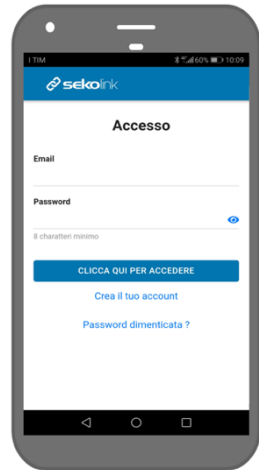 I TIM 60% 10:09
sekolink
Accesso
Email
Password
8 charatteri minimo
CLICCA QUI PER ACCEDERE
Crea il tuo account
Password dimenticata ?